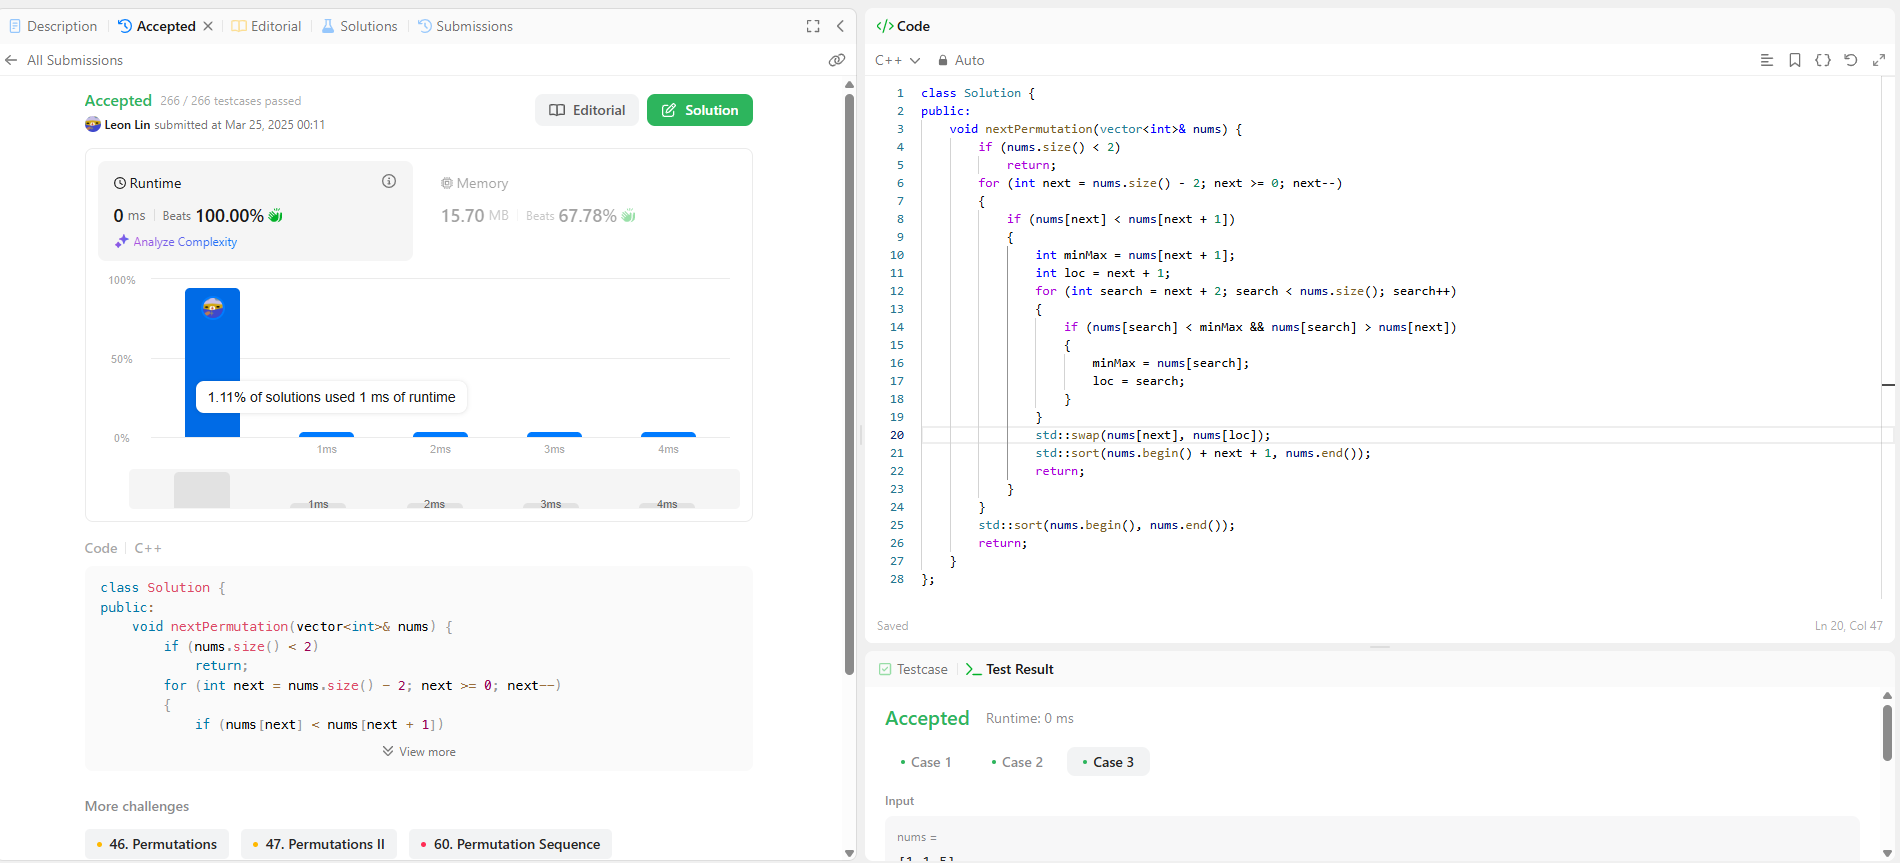 Description
Accepted
Editorial
Solutions
Submissions
All Submissions
Accepted 266 / 266 testcases passed
Leon Lin submitted at Mar 25, 2025 00:11
Editorial
Solution
Runtime
0 ms | Beats 100.00%
Analyze Complexity
Memory
15.70 MB | Beats 67.78%
100%
50%
0%
1.11% of solutions used 1 ms of runtime
1ms 2ms 3ms 4ms
1ms 2ms 3ms 4ms
Code | C++
class Solution {
public:
    void nextPermutation(vector<int>& nums) {
        if (nums.size() < 2)
            return;
        for (int next = nums.size() - 2; next >= 0; next--)
        {
            if (nums[next] < nums[next + 1])
View more
More challenges
46. Permutations
47. Permutations II
60. Permutation Sequence
</> Code
C++
Auto
1 class Solution {
2 public:
3     void nextPermutation(vector<int>& nums) {
4         if (nums.size() < 2)
5             return;
6         for (int next = nums.size() - 2; next >= 0; next--)
7         {
8             if (nums[next] < nums[next + 1])
9             {
10                 int minMax = nums[next + 1];
11                 int loc = next + 1;
12                 for (int search = next + 2; search < nums.size(); search++)
13                 {
14                     if (nums[search] < minMax && nums[search] > nums[next])
15                     {
16                         minMax = nums[search];
17                         loc = search;
18                     }
19                 }
20                 std::swap(nums[next], nums[loc]);
21                 std::sort(nums.begin() + next + 1, nums.end());
22                 return;
23             }
24         }
25         std::sort(nums.begin(), nums.end());
26         return;
27     }
28 };
Saved
Ln 20, Col 47
Testcase
Test Result
Accepted Runtime: 0 ms
Case 1
Case 2
Case 3
Input
nums =
[1,1,5]